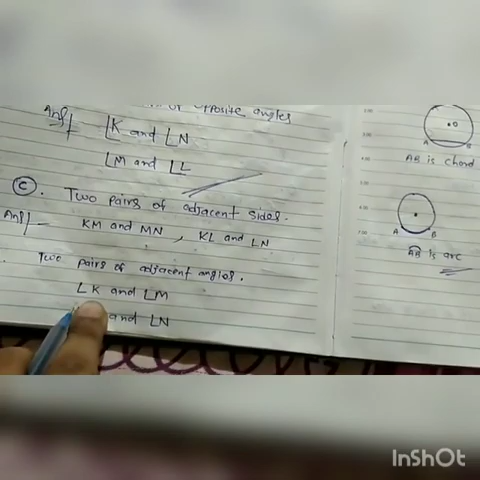 of opposite angles
Ans - ∠K and ∠N
∠M and ∠L
(C). Two pairs of adjacent sides.
Ans - KM and MN, KL and LN
Two pairs of adjacent angles.
∠K and ∠M
and ∠N
O
A B
AB is chord
A B
AB is arc
InShOt